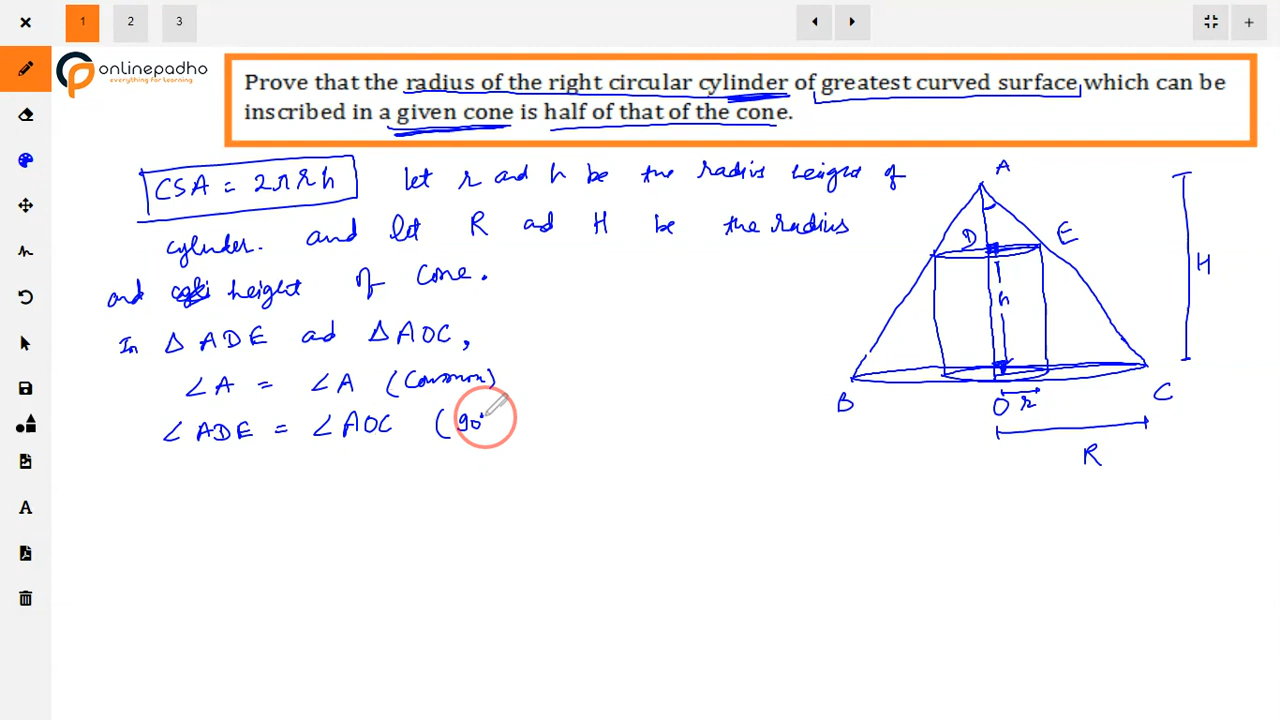 1 2 3
onlinepadho
everything for learning
Prove that the radius of the right circular cylinder of greatest curved surface which can be
inscribed in a given cone is half of that of the cone.
CSA = 2πrh let r and h be the radius height of
cylinder. and let R ad H be the radius
and height of Cone.
In Δ ADE ad Δ AOC,
∠A = ∠A (Common)
∠ADE = ∠AOC (90°
A
D E
h
H
B O r C
R